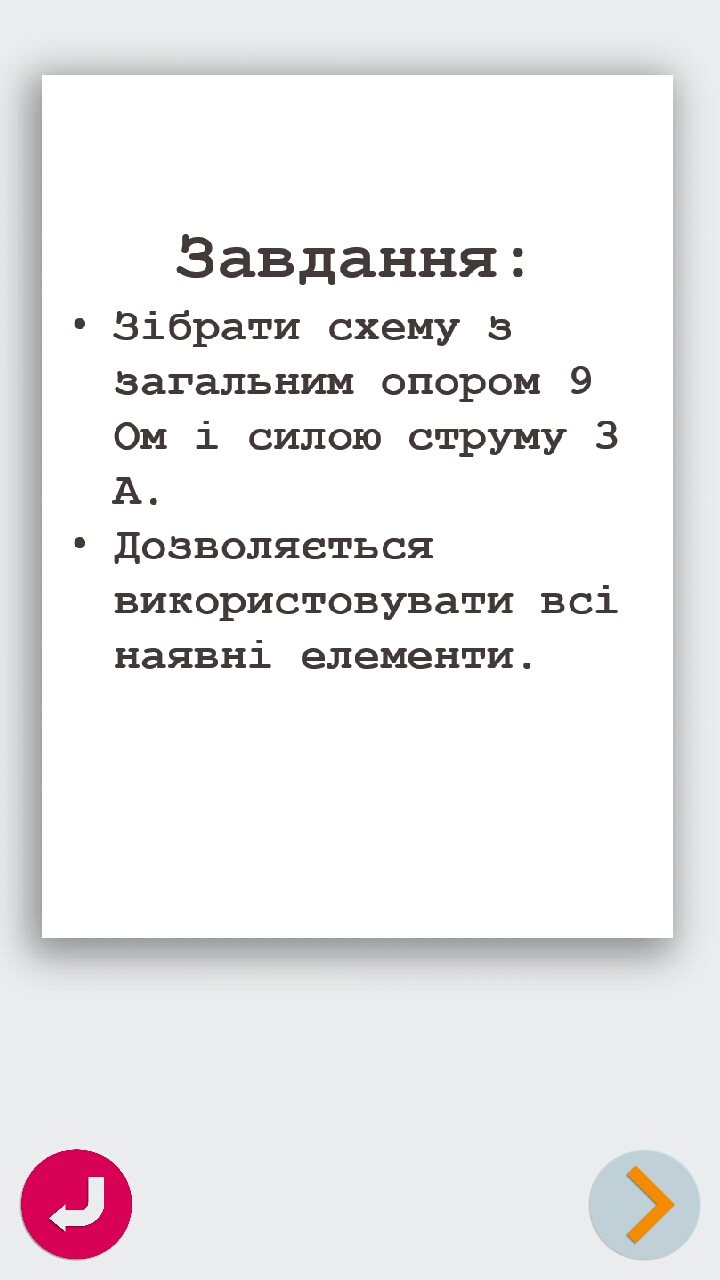 Завдання:
• Зібрати схему з
загальним опором 9
Ом і силою струму 3
А.
• Дозволяється
використовувати всі
наявні елементи.